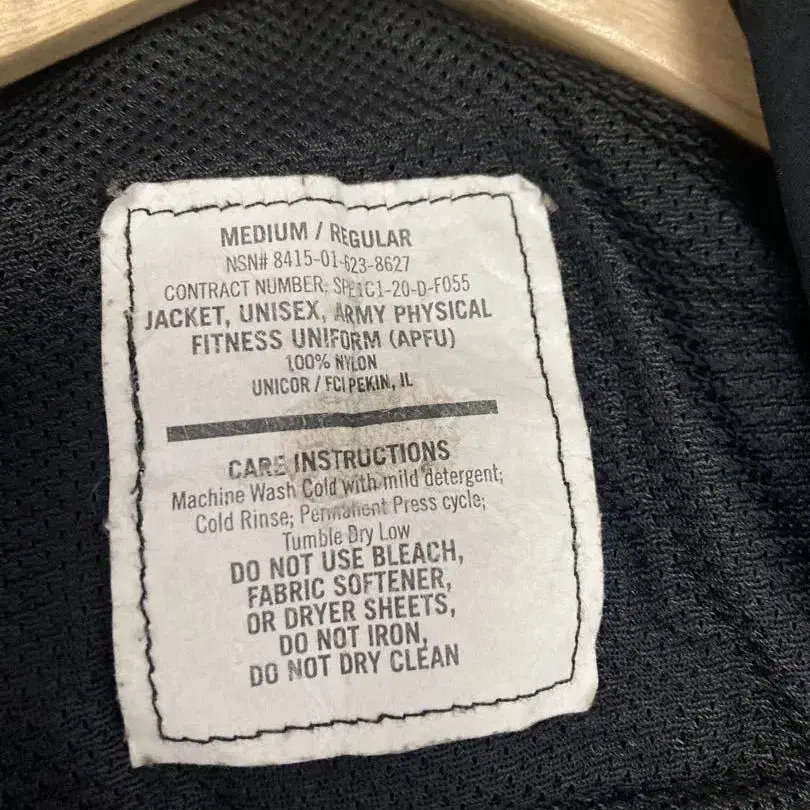 MEDIUM / REGULAR
NSN# 8415-01-623-8627
CONTRACT NUMBER: SPE1C1-20-D-F055
JACKET, UNISEX, ARMY PHYSICAL
FITNESS UNIFORM (APFU)
100% NYLON
UNICOR / FCI PEKIN, IL
CARE INSTRUCTIONS
Machine Wash Cold with mild detergent;
Cold Rinse; Permanent Press cycle;
Tumble Dry Low
DO NOT USE BLEACH,
FABRIC SOFTENER,
OR DRYER SHEETS,
DO NOT IRON,
DO NOT DRY CLEAN